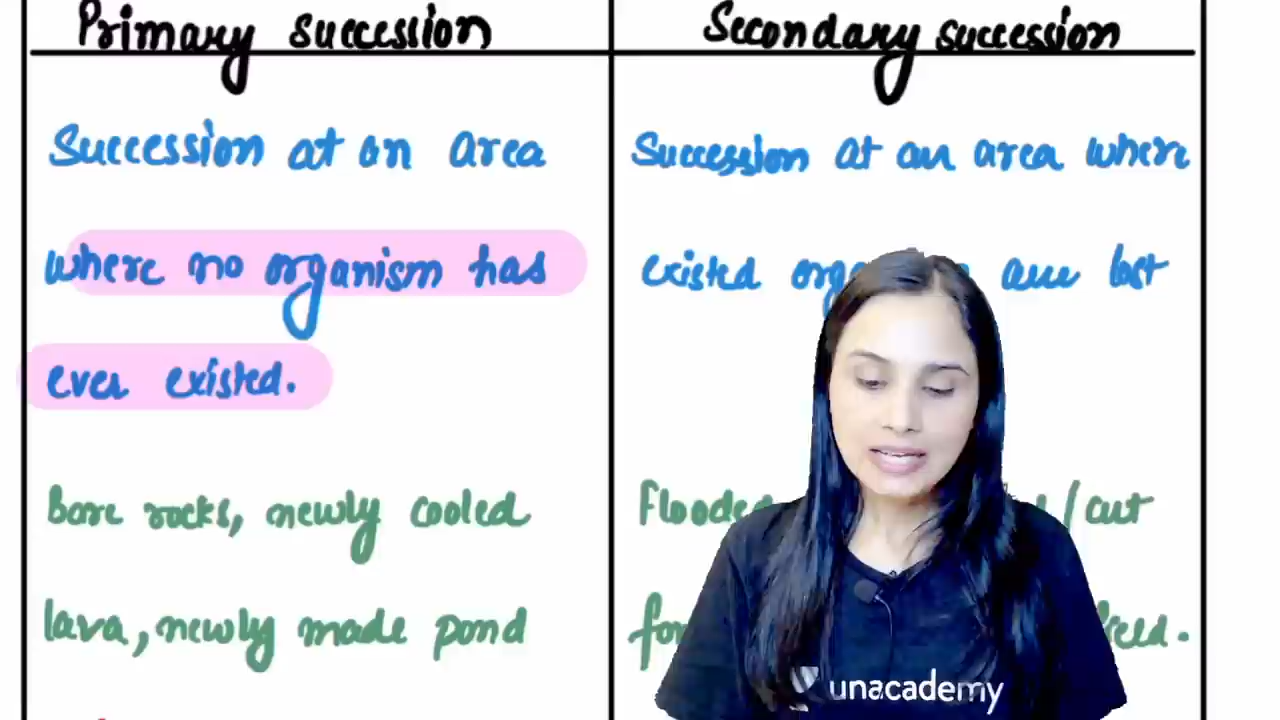 Primary succession
Secondary succession
Succession at an area
where no organism has
ever existed.
Bare rocks, newly cooled
lava, newly made pond
Succession at an area where
existed are lost
Flooded /cut
unacademy